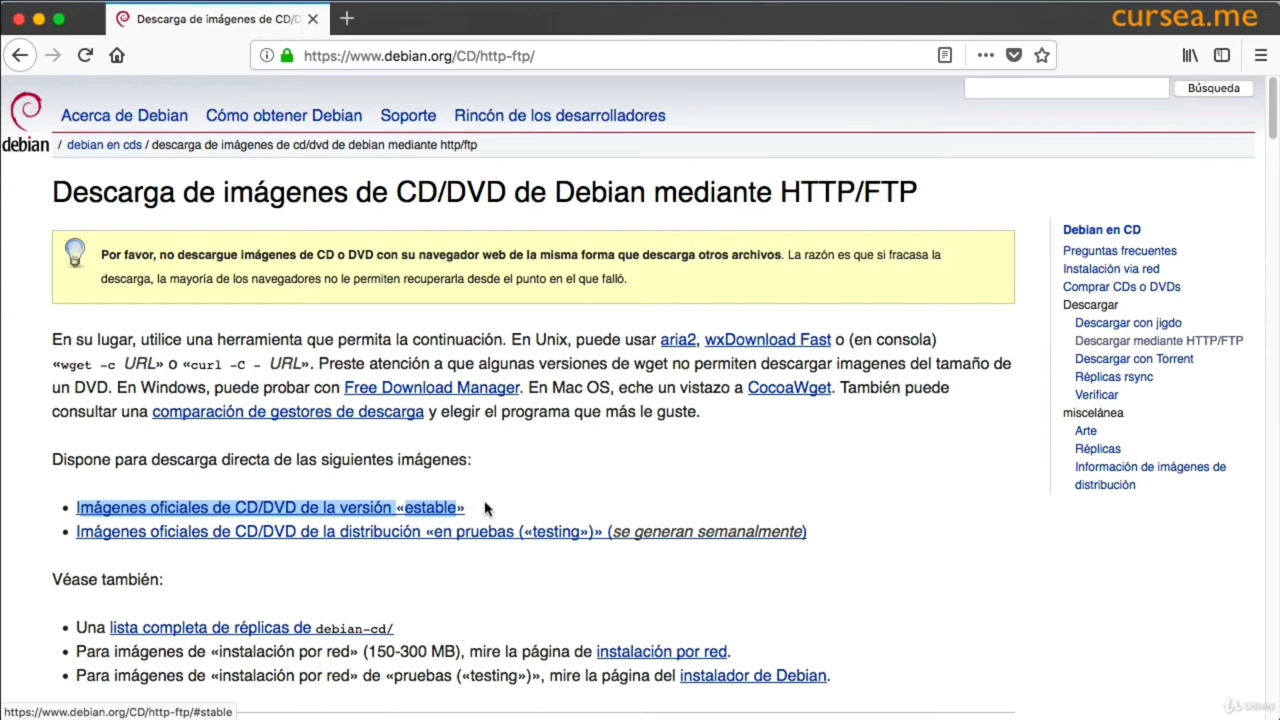 Descarga de imágenes de CD/D
cursea.me
https://www.debian.org/CD/http-ftp/
Búsqueda
debian
Acerca de Debian Cómo obtener Debian Soporte Rincón de los desarrolladores
/ debian en cds / descarga de imágenes de cd/dvd de debian mediante http/ftp
Descarga de imágenes de CD/DVD de Debian mediante HTTP/FTP
Por favor, no descargue imágenes de CD o DVD con su navegador web de la misma forma que descarga otros archivos. La razón es que si fracasa la
descarga, la mayoría de los navegadores no le permiten recuperarla desde el punto en el que falló.
En su lugar, utilice una herramienta que permita la continuación. En Unix, puede usar aria2, wxDownload Fast o (en consola)
«wget -c URL» o «curl -C - URL». Preste atención a que algunas versiones de wget no permiten descargar imagenes del tamaño de
un DVD. En Windows, puede probar con Free Download Manager. En Mac OS, eche un vistazo a CocoaWget. También puede
consultar una comparación de gestores de descarga y elegir el programa que más le guste.
Dispone para descarga directa de las siguientes imágenes:
• Imágenes oficiales de CD/DVD de la versión «estable»
• Imágenes oficiales de CD/DVD de la distribución «en pruebas («testing»)» (se generan semanalmente)
Véase también:
• Una lista completa de réplicas de debian-cd/
• Para imágenes de «instalación por red» (150-300 MB), mire la página de instalación por red.
• Para imágenes de «instalación por red» de «pruebas («testing»)», mire la página del instalador de Debian.
Debian en CD
Preguntas frecuentes
Instalación via red
Comprar CDs o DVDs
Descargar
Descargar con jigdo
Descargar mediante HTTP/FTP
Descargar con Torrent
Réplicas rsync
Verificar
miscelánea
Arte
Réplicas
Información de imágenes de
distribución
https://www.debian.org/CD/http-ftp/#stable
Udemy